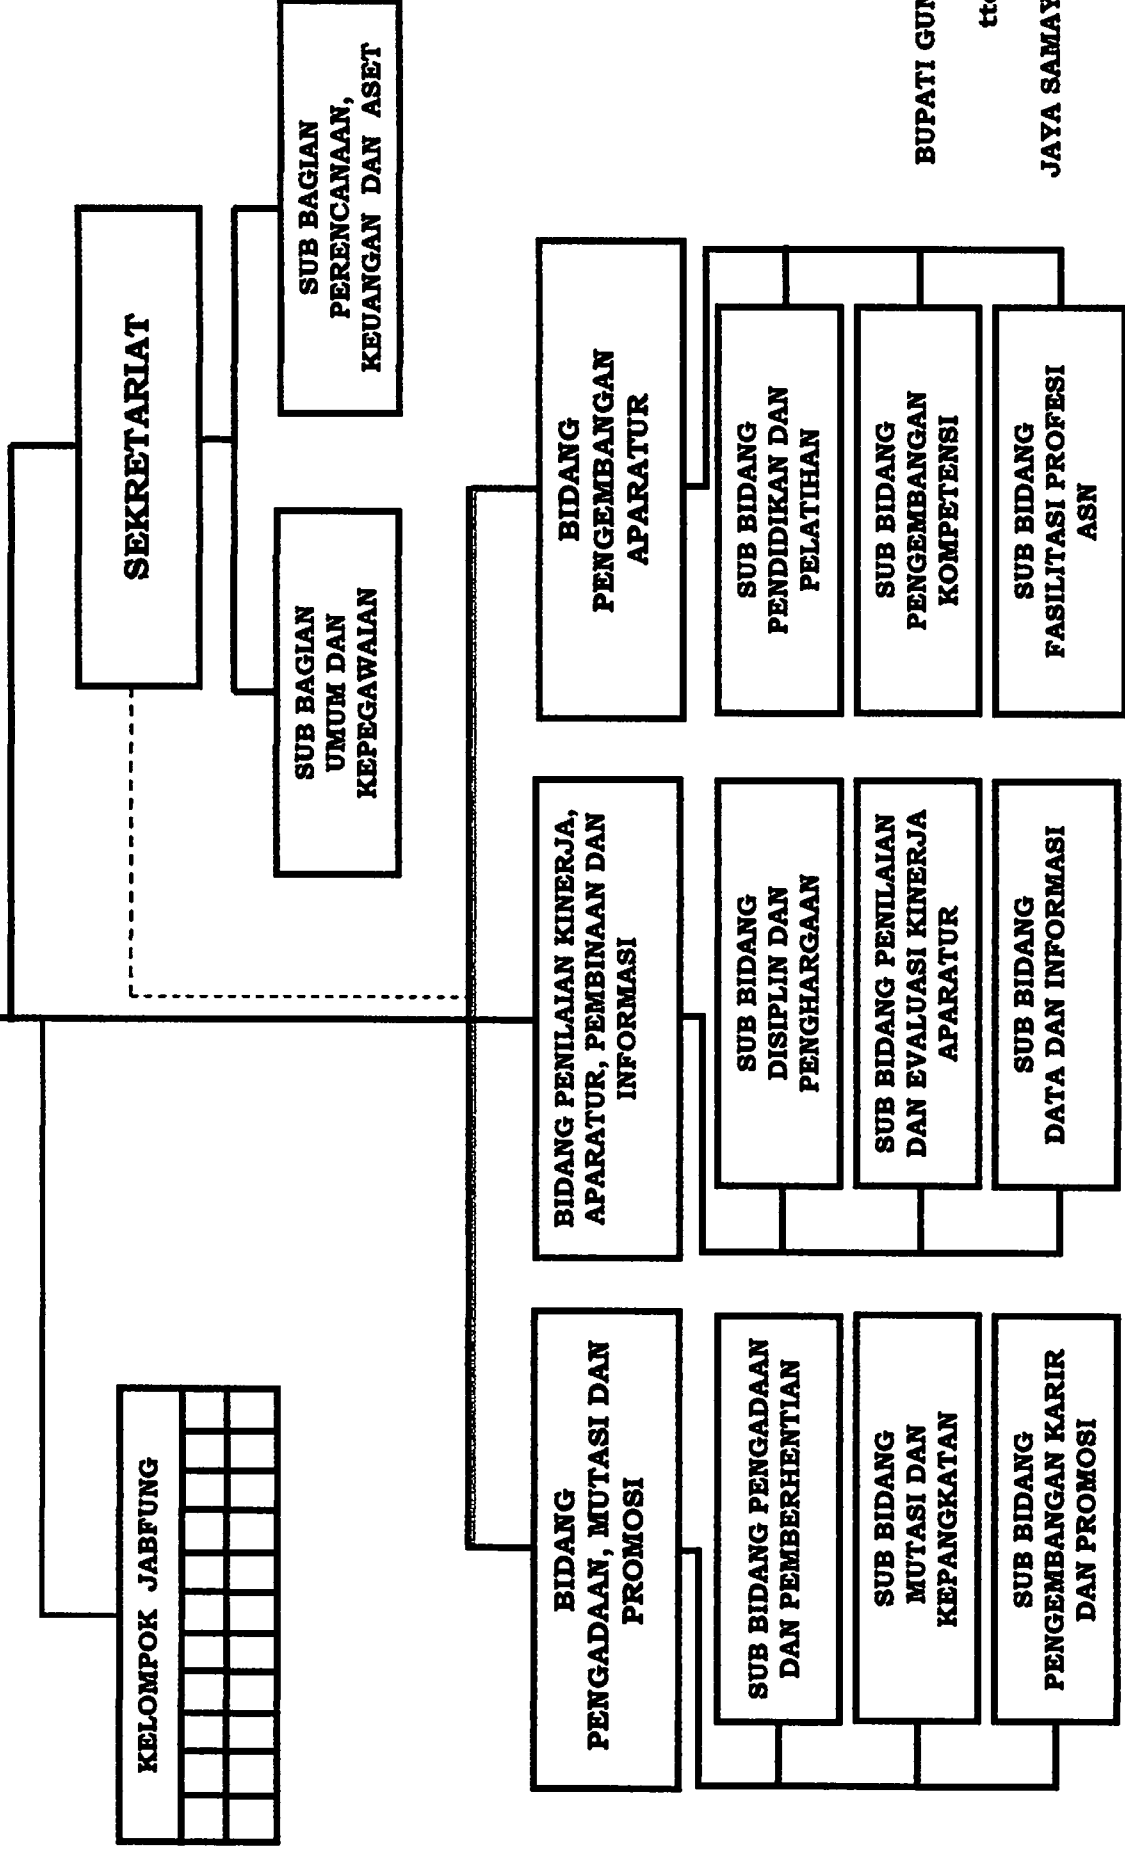 SEKRETARIAT
KELOMPOK JABFUNG
SUB BAGIAN
UMUM DAN
KEPEGAWAIAN
SUB BAGIAN
PERENCANAAN,
KEUANGAN DAN ASET
BIDANG
PENGADAAN, MUTASI DAN
PROMOSI
BIDANG PENILAIAN KINERJA,
APARATUR, PEMBINAAN DAN
INFORMASI
BIDANG
PENGEMBANGAN
APARATUR
SUB BIDANG PENGADAAN
DAN PEMBERHENTIAN
SUB BIDANG
MUTASI DAN
KEPANGKATAN
SUB BIDANG
PENGEMBANGAN KARIR
DAN PROMOSI
SUB BIDANG
DISIPLIN DAN
PENGHARGAAN
SUB BIDANG PENILAIAN
DAN EVALUASI KINERJA
APARATUR
SUB BIDANG
DATA DAN INFORMASI
SUB BIDANG
PENDIDIKAN DAN
PELATIHAN
SUB BIDANG
PENGEMBANGAN
KOMPETENSI
SUB BIDANG
FASILITASI PROFESI
ASN
BUPATI
JAYA